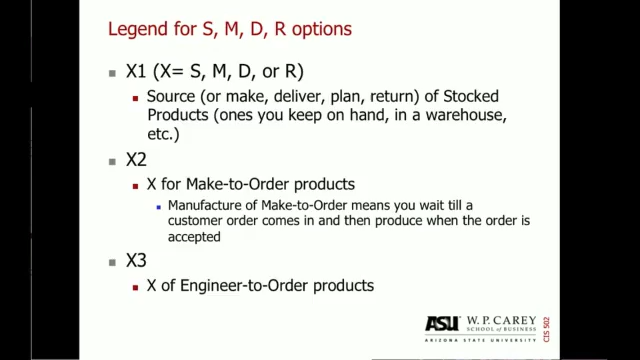 Legend for S, M, D, R options
X1 (X= S, M, D, or R)
Source (or make, deliver, plan, return) of Stocked
Products (ones you keep on hand, in a warehouse,
etc.)
X2
X for Make-to-Order products
Manufacture of Make-to-Order means you wait till a
customer order comes in and then produce when the order is
accepted
X3
X of Engineer-to-Order products
ASU W. P. CAREY
SCHOOL of BUSINESS
ARIZONA STATE UNIVERSITY
CIS 502